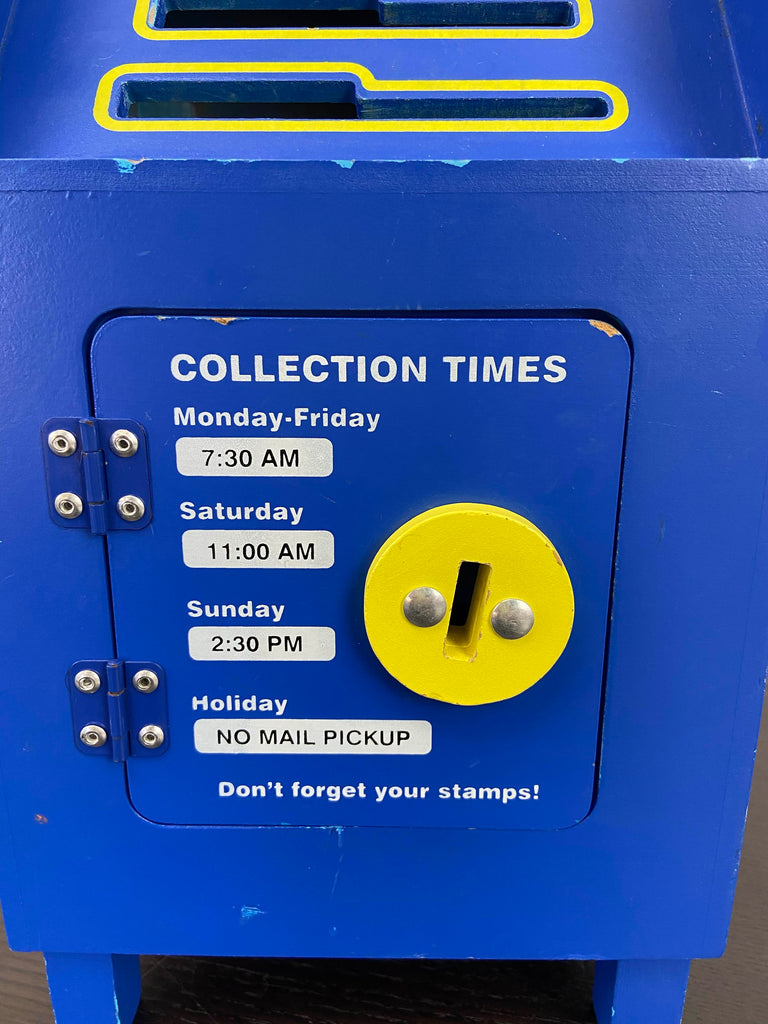 COLLECTION TIMES
Monday-Friday
7:30 AM
Saturday
11:00 AM
Sunday
2:30 PM
Holiday
NO MAIL PICKUP
Don't forget your stamps!